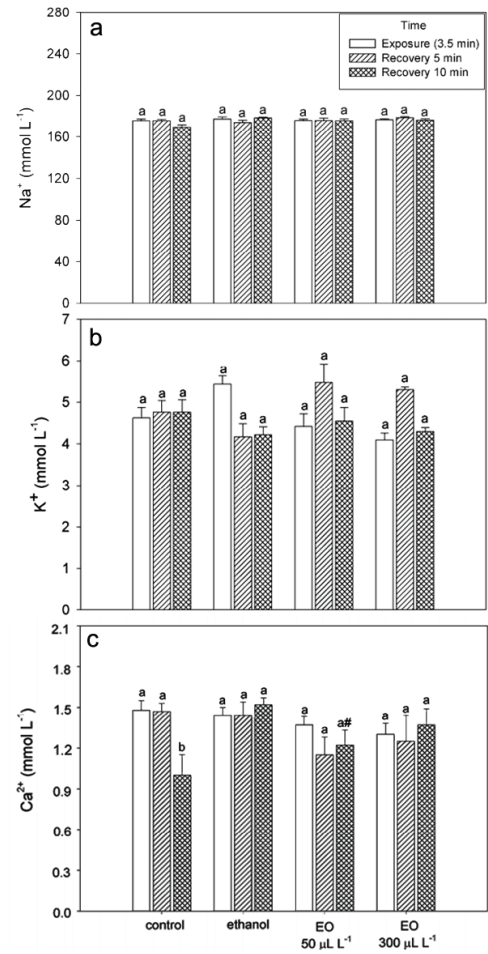 a
Time
Exposure (3.5 min)
Recovery 5 min
Recovery 10 min
280
240
200
180
160
120
80
40
0
Na⁺ (mmol L⁻¹)
a a a a a a a a a a a a
b
7
6
5
4
3
2
1
0
K⁺ (mmol L⁻¹)
a a a a a a a a a a a a
c
2.1
1.8
1.5
1.2
0.9
0.6
0.3
0.0
Ca²⁺ (mmol L⁻¹)
a a b a a a a a a# a a a
control ethanol EO EO
50 µL L⁻¹ 300 µL L⁻¹